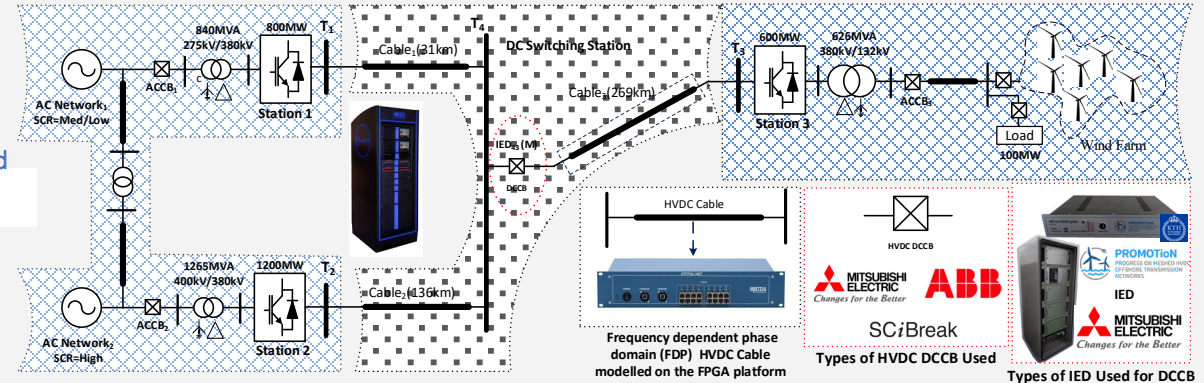 840MVA
275kV/380kV
800MW
T1
C
AC Network1
SCR=Med/Low
ACCB1
Station 1
Cable1(31km)
T4
DC Switching Station
Cable3(269km)
(M)
DCCB
T3
600MW
Station 3
626MVA
380kV/132kV
ACCB3
Load
100MW
Wind Farm
d
1265MVA
400kV/380kV
1200MW
T2
AC Network2
SCR=High
ACCB2
Station 2
Cable2(136km)
HVDC Cable
Frequency dependent phase
domain (FDP) HVDC Cable
modelled on the FPGA platform
HVDC DCCB
MITSUBISHI
ELECTRIC
Changes for the Better
ABB
SCiBreak
Types of HVDC DCCB Used
KTH
PROMOTioN
PROGRESS ON MESHED HVDC
OFFSHORE TRANSMISSION
NETWORKS
IED
MITSUBISHI
ELECTRIC
Changes for the Better
Types of IED Used for DCCB